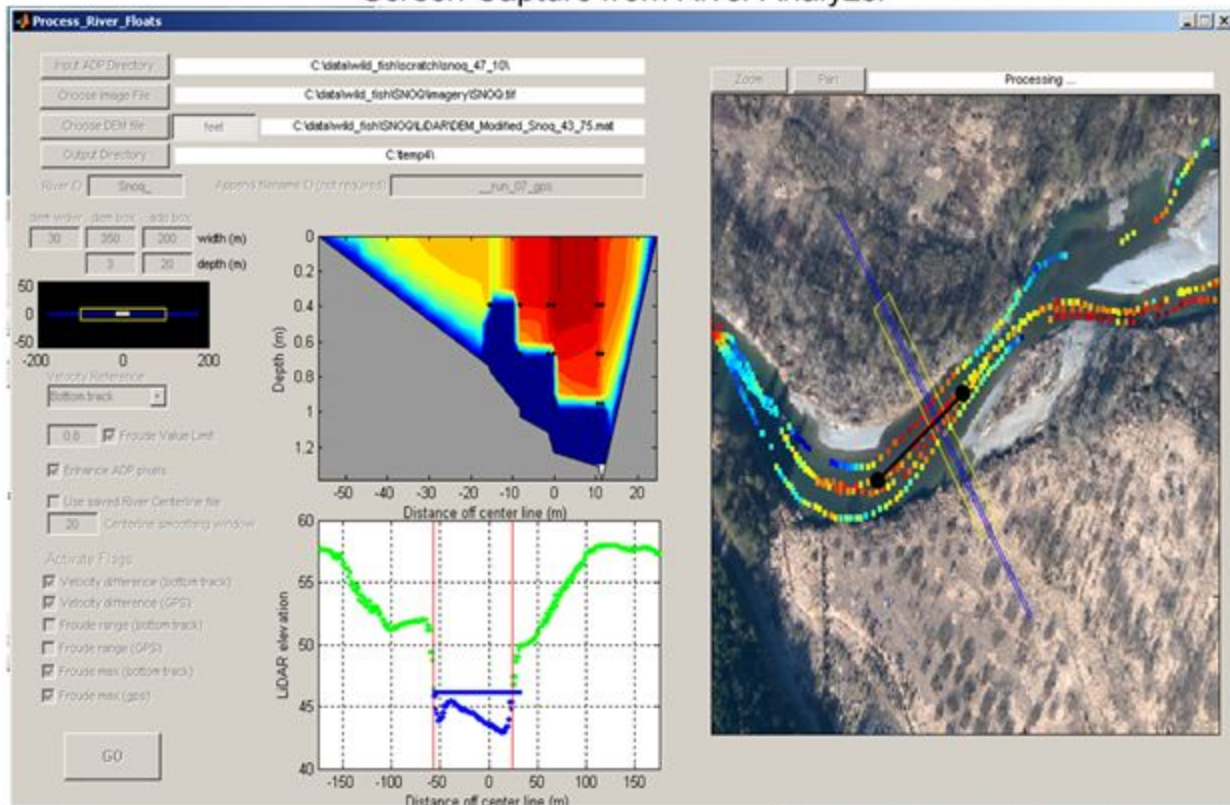 Screen Capture from River Analyzer
Process_River_Floats
Input ADP Directory C:\data\wild_fish\scratch\snoq_47_10\
Choose Image File C:\data\wild_fish\SNOQ\imagery\SNOQ.tif
Choose DEM file feet C:\data\wild_fish\SNOQ\LiDAR\DEM_Modified_Snoq_43_75.mat
Output Directory C:\temp4\
River ID Snoq_ Append filename ID (not required) __run_07_gps
Zoom Pan Processing ...
dem wdw dem box adp box
30 350 200 width (m)
3 20 depth (m)
50
0
-50
-200 0 200
Velocity Reference
Bottom track
0.8 Froude Value Limit
Enhance ADP pixels
Use saved River Centerline file
20 Centerline smoothing window
Activate Flags
Velocity difference (bottom track)
Velocity difference (GPS)
Froude range (bottom track)
Froude range (GPS)
Froude max (bottom track)
Froude max (gps)
GO
0
0.2
0.4
0.6
0.8
1
1.2
Depth (m)
-50 -40 -30 -20 -10 0 10 20
Distance off center line (m)
60
55
50
45
40
LiDAR elevation
-150 -100 -50 0 50 100 150
Distance off center line (m)